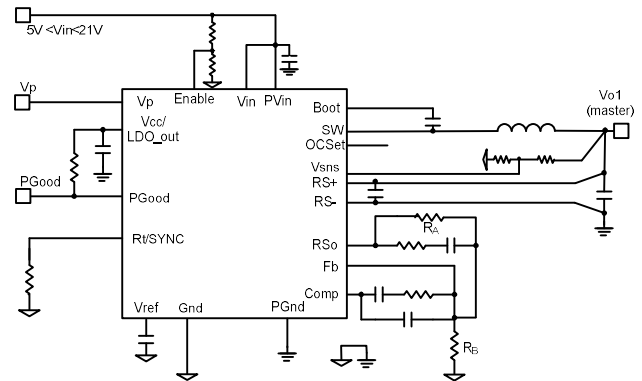 5V <Vin<21V
Vp
Vp
Enable
Vin
PVin
Boot
Vo1
(master)
Vcc/
LDO_out
SW
OCSet
Vsns
RS+
RS-
PGood
PGood
RA
Rt/SYNC
RSo
Fb
Comp
Vref
Gnd
PGnd
RB